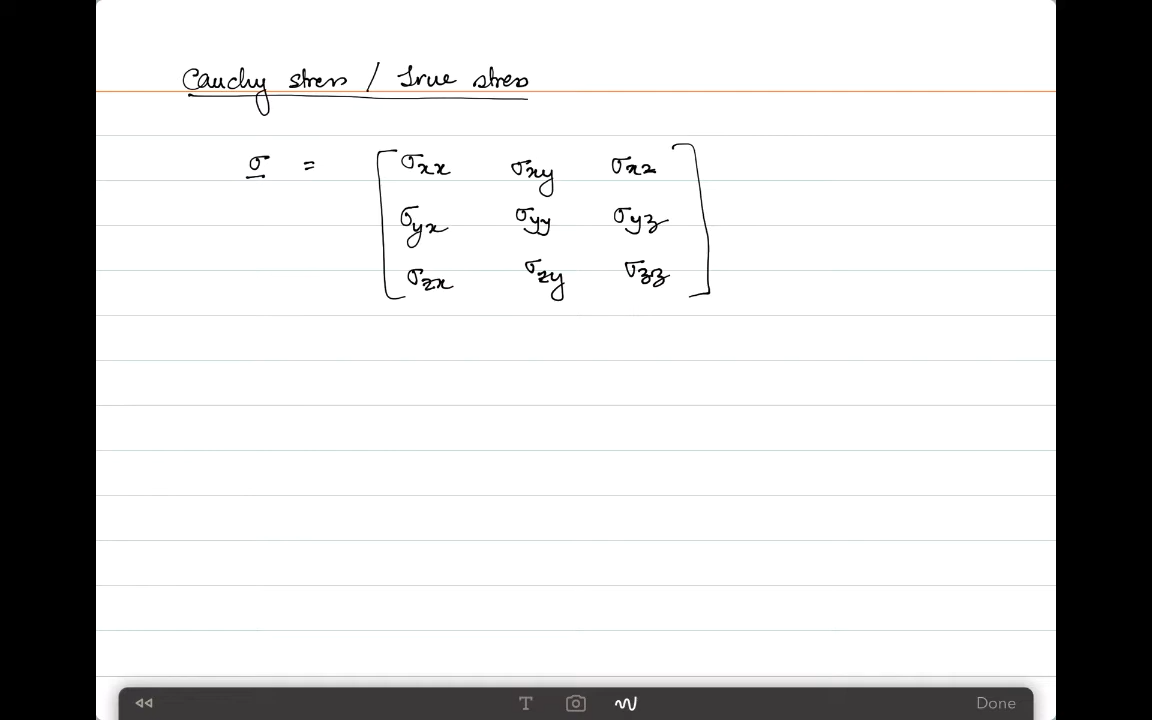 Cauchy stress / True stress
σ = [ σxx σxy σxz
σyx σyy σyz
σzx σzy σzz ]
T Done